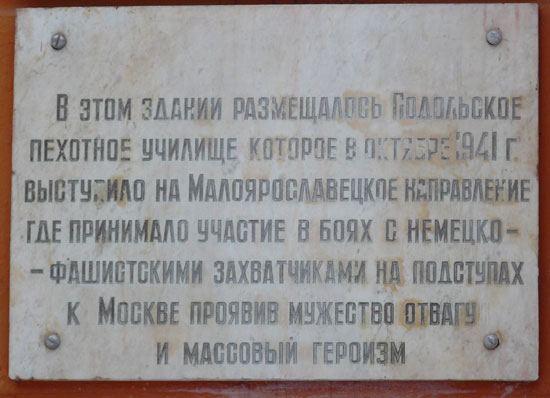 В ЭТОМ ЗДАНИИ РАЗМЕЩАЛОСЬ ПОДОЛЬСКОЕ
ПЕХОТНОЕ УЧИЛИЩЕ КОТОРОЕ В ОКТЯБРЕ 1941 Г.
ВЫСТУПИЛО НА МАЛОЯРОСЛАВЕЦКОЕ НАПРАВЛЕНИЕ
ГДЕ ПРИНИМАЛО УЧАСТИЕ В БОЯХ С НЕМЕЦКО-
-ФАШИСТСКИМИ ЗАХВАТЧИКАМИ НА ПОДСТУПАХ
К МОСКВЕ ПРОЯВИВ МУЖЕСТВО ОТВАГУ
И МАССОВЫЙ ГЕРОИЗМ